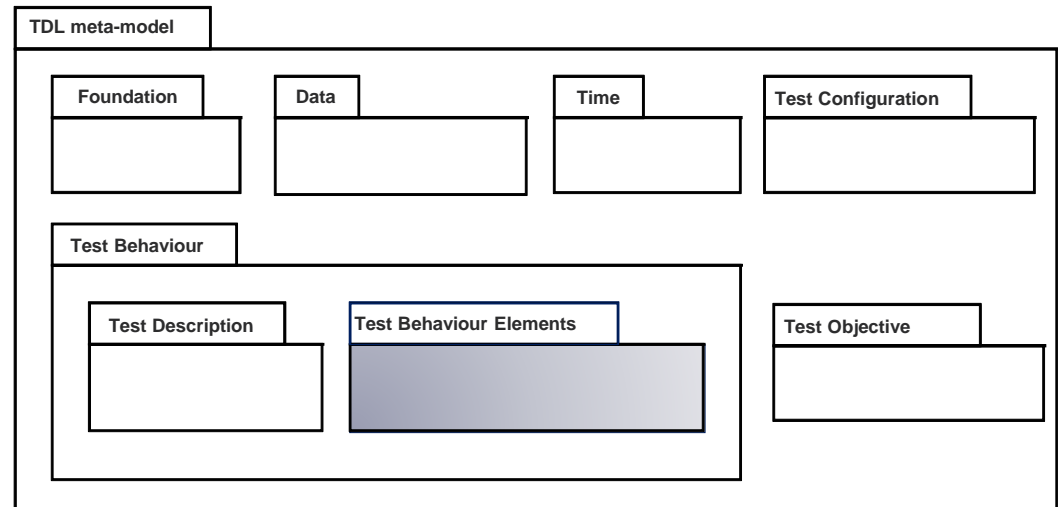 TDL meta-model
Foundation
Data
Time
Test Configuration
Test Behaviour
Test Description
Test Behaviour Elements
Test Objective